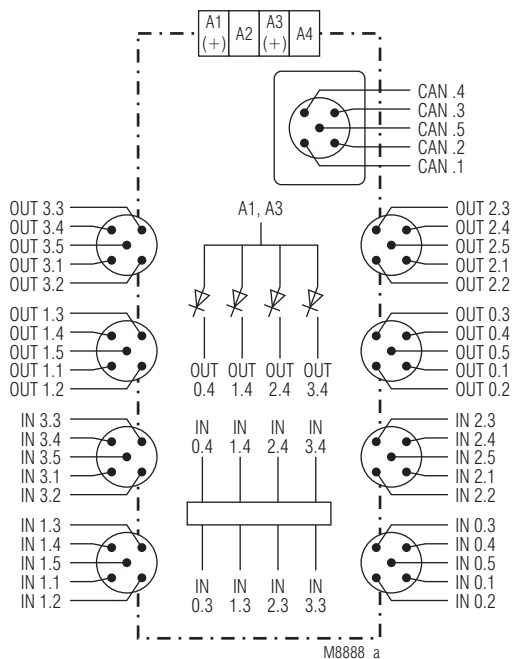 A1 (+) A2 A3 (+) A4
CAN .4
CAN .3
CAN .5
CAN .2
CAN .1
OUT 3.3
OUT 3.4
OUT 3.5
OUT 3.1
OUT 3.2
A1, A3
OUT 2.3
OUT 2.4
OUT 2.5
OUT 2.1
OUT 2.2
OUT 1.3
OUT 1.4
OUT 1.5
OUT 1.1
OUT 1.2
OUT OUT OUT OUT
0.4 1.4 2.4 3.4
OUT 0.3
OUT 0.4
OUT 0.5
OUT 0.1
OUT 0.2
IN 3.3
IN 3.4
IN 3.5
IN 3.1
IN 3.2
IN IN IN IN
0.4 1.4 2.4 3.4
IN 2.3
IN 2.4
IN 2.5
IN 2.1
IN 2.2
IN 1.3
IN 1.4
IN 1.5
IN 1.1
IN 1.2
IN IN IN IN
0.3 1.3 2.3 3.3
IN 0.3
IN 0.4
IN 0.5
IN 0.1
IN 0.2
M8888 a